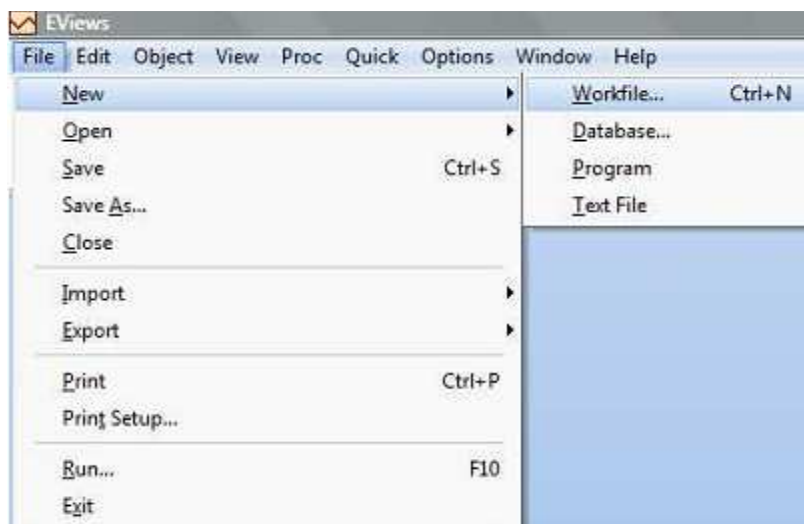 EViews
File Edit Object View Proc Quick Options Window Help
New
Open
Save Ctrl+S
Save As...
Close
Import
Export
Print Ctrl+P
Print Setup...
Run... F10
Exit
Workfile... Ctrl+N
Database...
Program
Text File